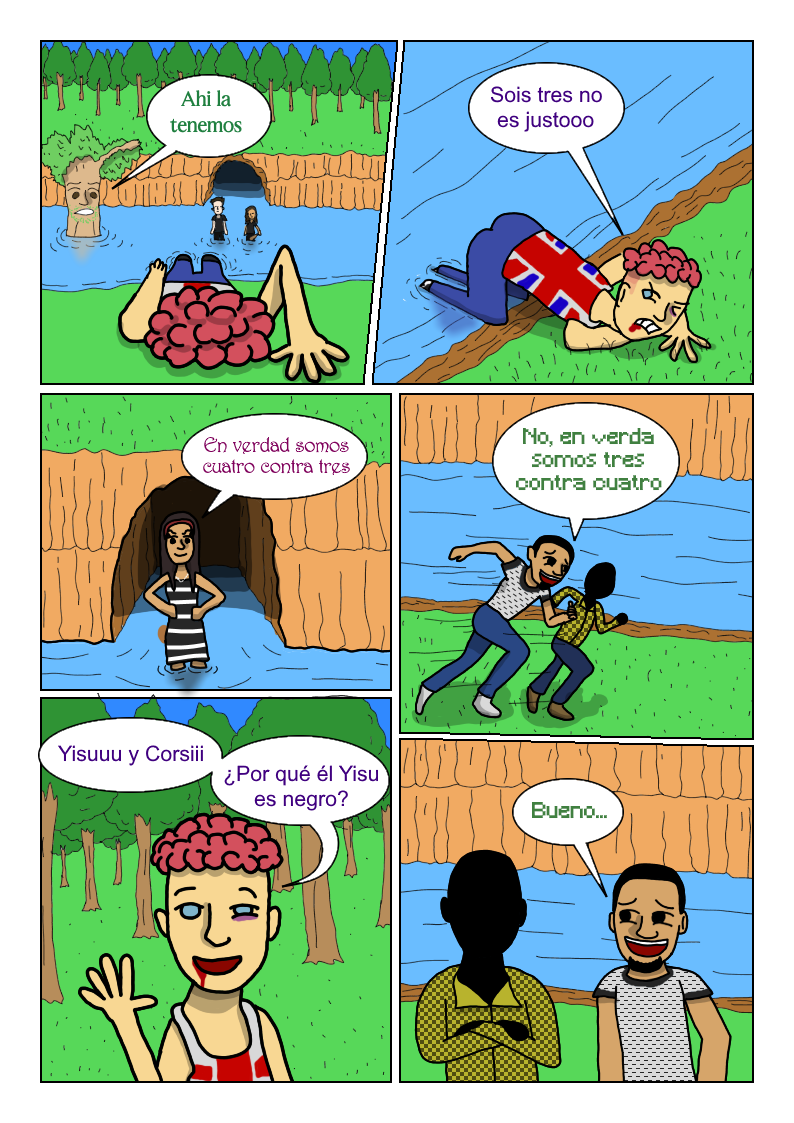 Ahi la
tenemos
Sois tres no
es justooo
En verdad somos
cuatro contra tres
No, en verda
somos tres
contra cuatro
Yisuuu y Corsiii
¿Por qué él Yisu
es negro?
Bueno...